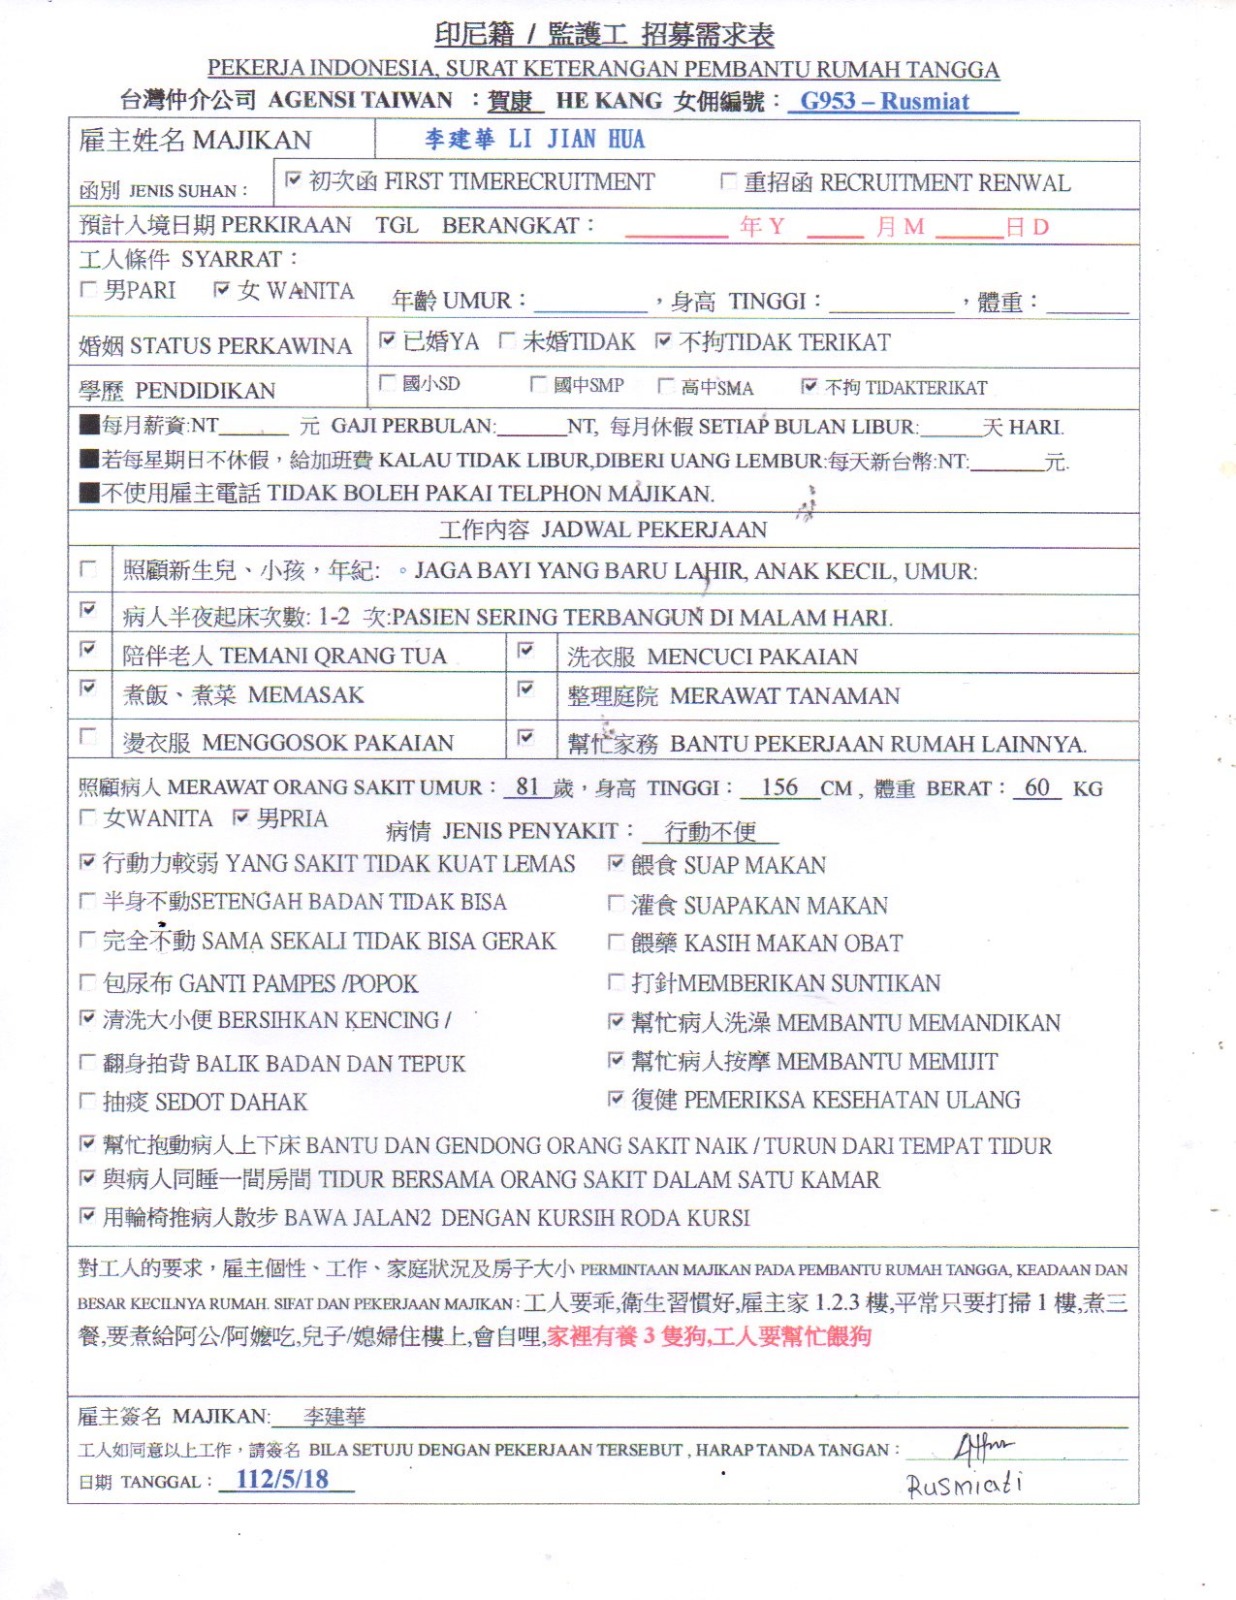 印尼籍 / 監護工 招募需求表
PEKERJA INDONESIA, SURAT KETERANGAN PEMBANTU RUMAH TANGGA
台灣仲介公司 AGENSI TAIWAN ：賀康 HE KANG 女佣編號： G953 – Rusmiat
雇主姓名 MAJIKAN 李建華 LI JIAN HUA
函別 JENIS SUHAN： ☑初次函 FIRST TIMERECRUITMENT □重招函 RECRUITMENT RENWAL
預計入境日期 PERKIRAAN TGL BERANGKAT： ________ 年 Y _____ 月 M ______日 D
工人條件 SYARRAT：
□男PARI ☑女 WANITA 年齡 UMUR：__________，身高 TINGGI：___________，體重：_______
婚姻 STATUS PERKAWINA ☑已婚YA □未婚TIDAK ☑不拘TIDAK TERIKAT
學歷 PENDIDIKAN □國小SD □國中SMP □高中SMA ☑不拘 TIDAKTERIKAT
■每月薪資:NT______ 元 GAJI PERBULAN:______NT, 每月休假 SETIAP BULAN LIBUR:_____天 HARI.
■若每星期日不休假，給加班費 KALAU TIDAK LIBUR,DIBERI UANG LEMBUR:每天新台幣:NT:______元.
■不使用雇主電話 TIDAK BOLEH PAKAI TELPHON MAJIKAN.
工作內容 JADWAL PEKERJAAN
□ 照顧新生兒、小孩，年紀: 。JAGA BAYI YANG BARU LAHIR, ANAK KECIL, UMUR:
☑ 病人半夜起床次數: 1-2 次:PASIEN SERING TERBANGUN DI MALAM HARI.
☑ 陪伴老人 TEMANI QRANG TUA ☑ 洗衣服 MENCUCI PAKAIAN
☑ 煮飯、煮菜 MEMASAK ☑ 整理庭院 MERAWAT TANAMAN
□ 燙衣服 MENGGOSOK PAKAIAN ☑ 幫忙家務 BANTU PEKERJAAN RUMAH LAINNYA.
照顧病人 MERAWAT ORANG SAKIT UMUR： 81 歲，身高 TINGGI： 156 CM , 體重 BERAT： 60 KG
□女WANITA ☑男PRIA 病情 JENIS PENYAKIT： 行動不便
☑行動力較弱 YANG SAKIT TIDAK KUAT LEMAS ☑餵食 SUAP MAKAN
□半身不動SETENGAH BADAN TIDAK BISA □灌食 SUAPAKAN MAKAN
□完全不動 SAMA SEKALI TIDAK BISA GERAK □餵藥 KASIH MAKAN OBAT
□包尿布 GANTI PAMPES /POPOK □打針MEMBERIKAN SUNTIKAN
☑清洗大小便 BERSIHKAN KENCING / ☑幫忙病人洗澡 MEMBANTU MEMANDIKAN
□翻身拍背 BALIK BADAN DAN TEPUK ☑幫忙病人按摩 MEMBANTU MEMIJIT
□抽痰 SEDOT DAHAK ☑復健 PEMERIKSA KESEHATAN ULANG
☑幫忙抱動病人上下床 BANTU DAN GENDONG ORANG SAKIT NAIK / TURUN DARI TEMPAT TIDUR
☑與病人同睡一間房間 TIDUR BERSAMA ORANG SAKIT DALAM SATU KAMAR
☑用輪椅推病人散步 BAWA JALAN2 DENGAN KURSIH RODA KURSI
對工人的要求，雇主個性、工作、家庭狀況及房子大小 PERMINTAAN MAJIKAN PADA PEMBANTU RUMAH TANGGA, KEADAAN DAN
BESAR KECILNYA RUMAH. SIFAT DAN PEKERJAAN MAJIKAN：工人要乖,衛生習慣好,雇主家 1.2.3 樓,平常只要打掃 1 樓,煮三
餐,要煮給阿公/阿嬤吃,兒子/媳婦住樓上,會自哩,家裡有養 3 隻狗,工人要幫忙餵狗
雇主簽名 MAJIKAN: 李建華
工人如同意以上工作，請簽名 BILA SETUJU DENGAN PEKERJAAN TERSEBUT , HARAP TANDA TANGAN：
日期 TANGGAL： 112/5/18 Rusmiati